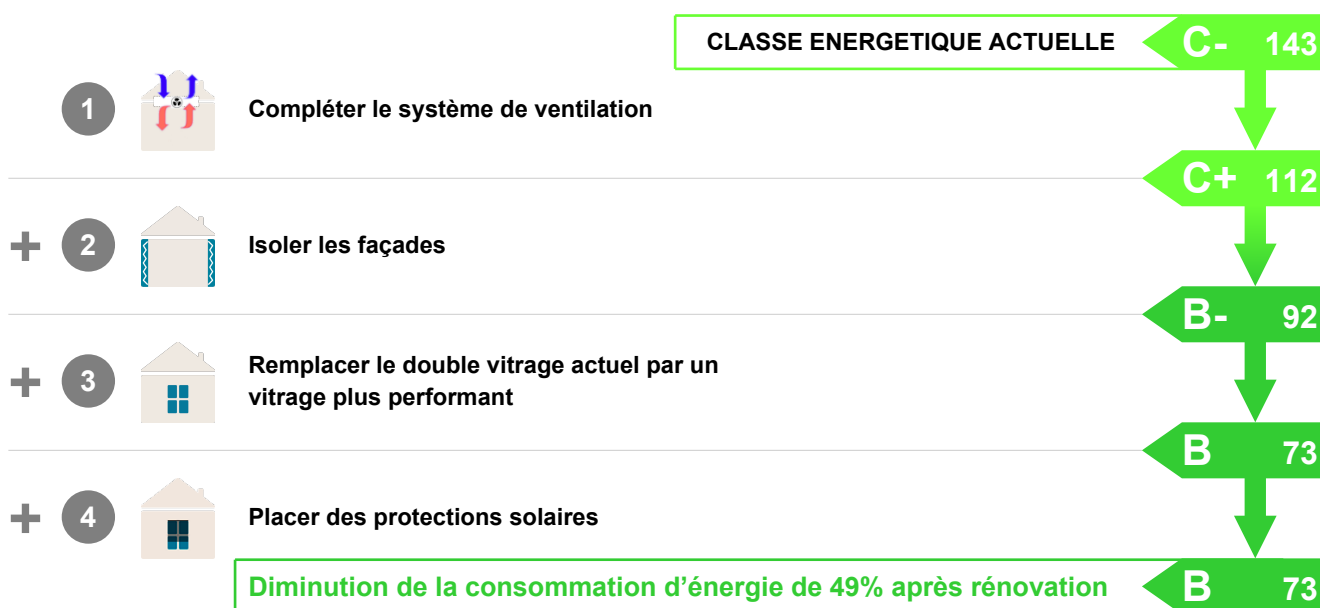 CLASSE ENERGETIQUE ACTUELLE C- 143
1 Compléter le système de ventilation
C+ 112
+ 2 Isoler les façades
B- 92
+ 3 Remplacer le double vitrage actuel par un
vitrage plus performant
B 73
+ 4 Placer des protections solaires
Diminution de la consommation d’énergie de 49% après rénovation B 73